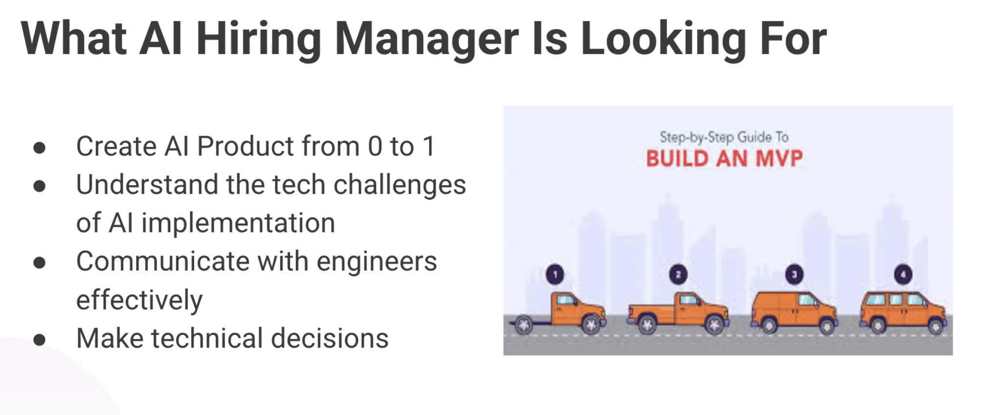 What AI Hiring Manager Is Looking For
● Create AI Product from 0 to 1
● Understand the tech challenges
of AI implementation
● Communicate with engineers
effectively
● Make technical decisions
Step-by-Step Guide To
BUILD AN MVP
1 2 3 4